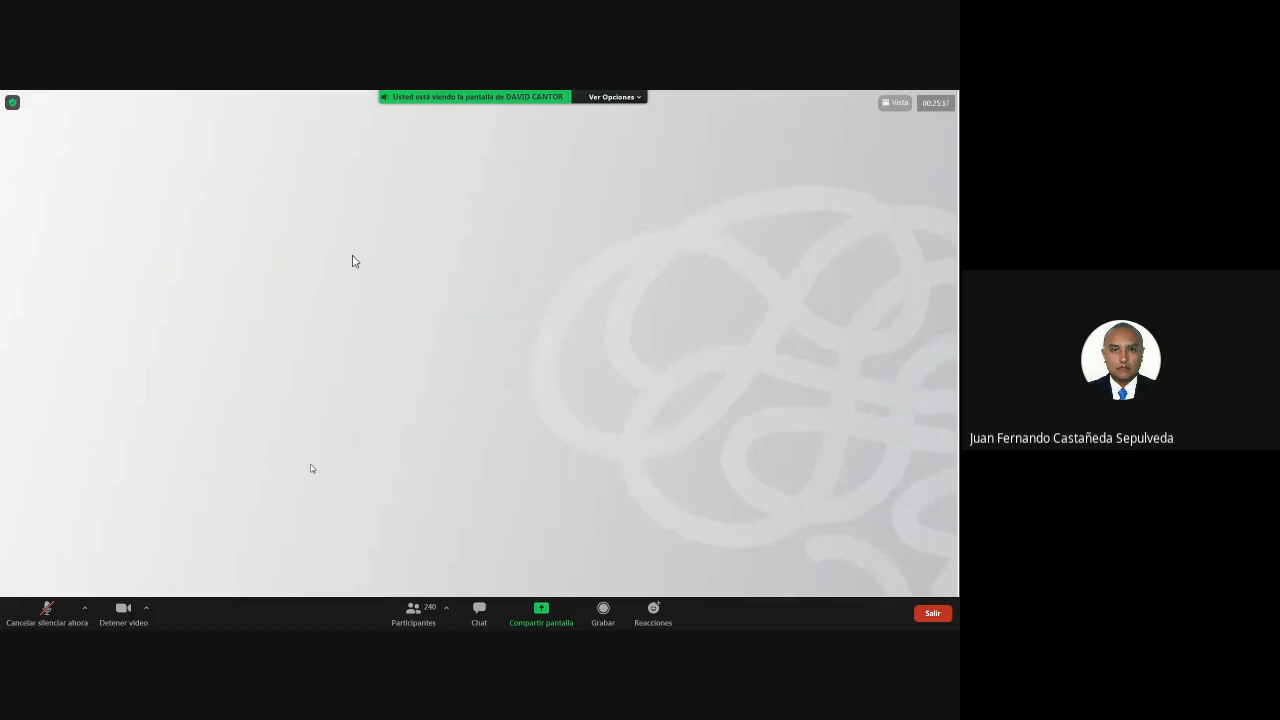 Usted está viendo la pantalla de DAVID CANTOR
Ver Opciones
Vista
00:25:17
Juan Fernando Castañeda Sepulveda
Cancelar silenciar ahora
Detener video
240
Participantes
Chat
Compartir pantalla
Grabar
Reacciones
Salir